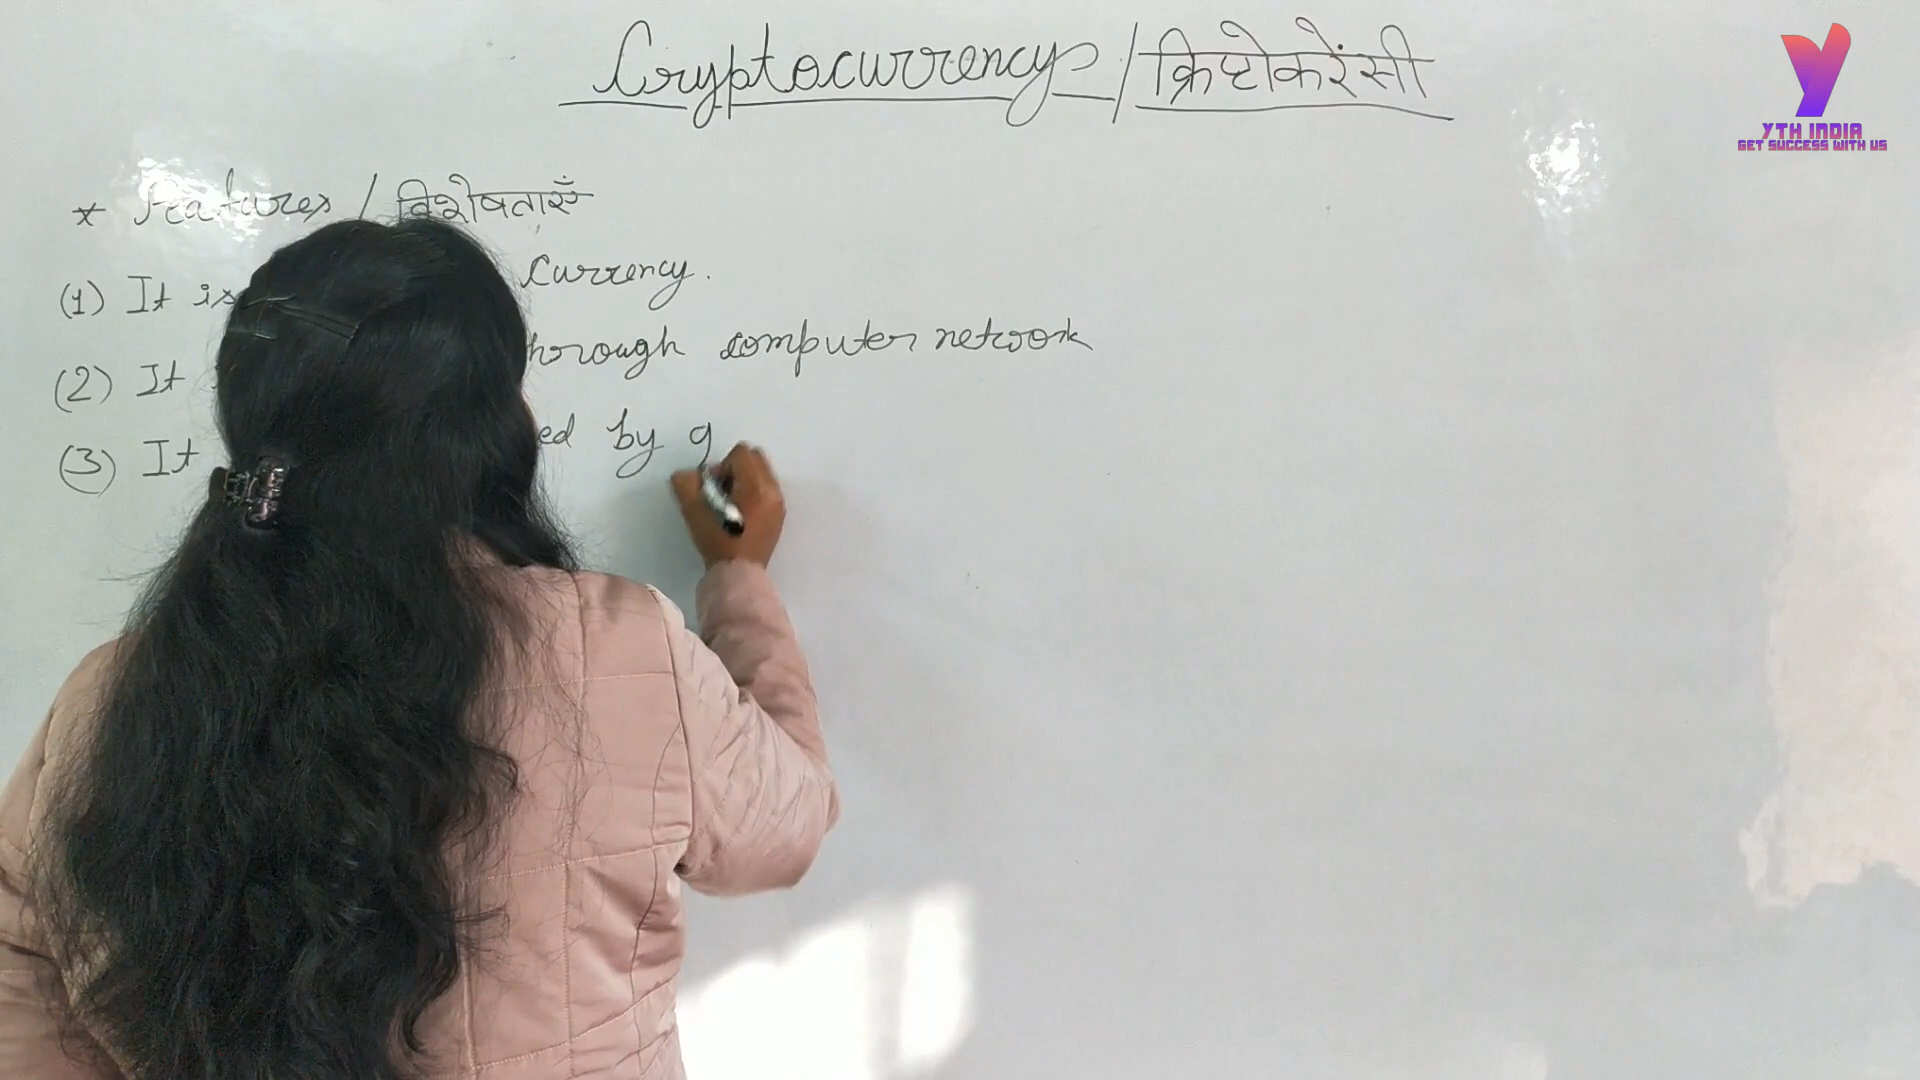 Cryptocurrency / क्रिप्टोकरेंसी
YTH INDIA
GET SUCCESS WITH US
* Features / विशेषताएँ
(1) It is currency.
(2) It through computer network
(3) It by g